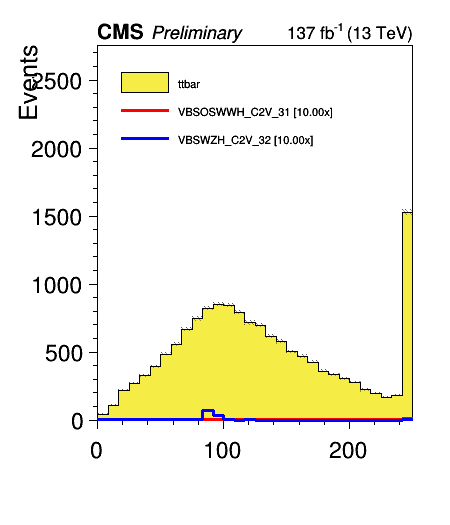 CMS Preliminary 137 fb-1 (13 TeV)
Events
ttbar
VBSOSWWH_C2V_31 [10.00x]
VBSWZH_C2V_32 [10.00x]
2500
2000
1500
1000
500
0
0 100 200